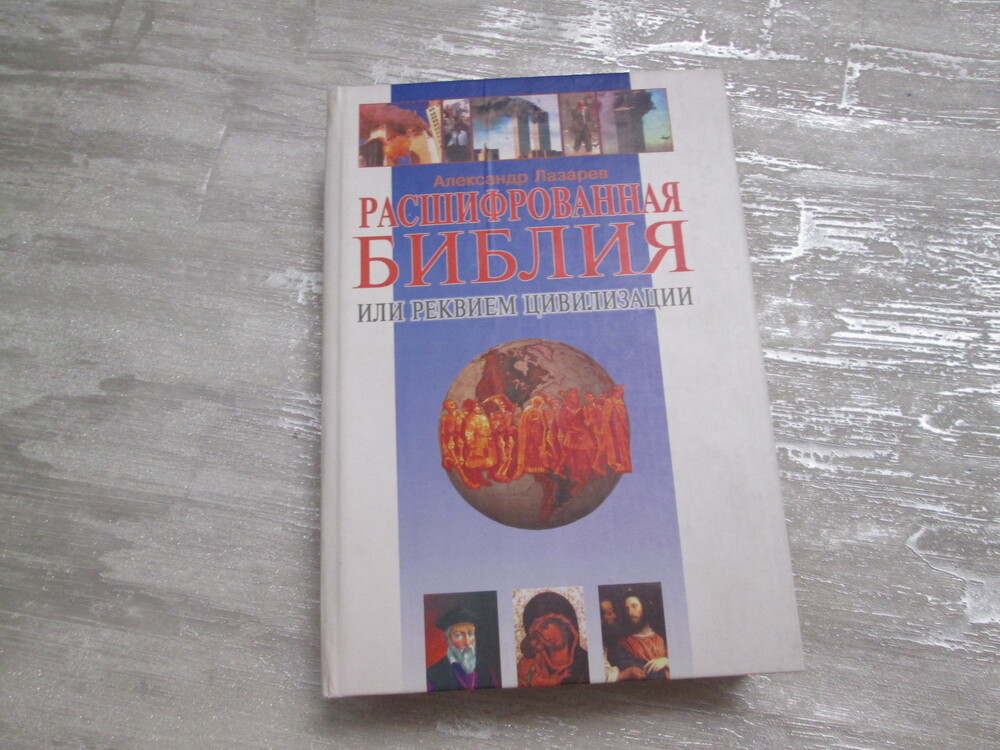 Александр Лазарев
РАСШИФРОВАННАЯ
БИБЛИЯ
ИЛИ РЕКВИЕМ ЦИВИЛИЗАЦИИ